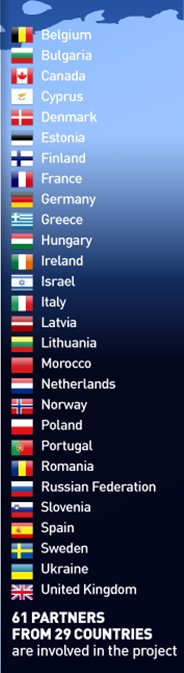 Belgium
Bulgaria
Canada
Cyprus
Denmark
Estonia
Finland
France
Germany
Greece
Hungary
Ireland
Israel
Italy
Latvia
Lithuania
Morocco
Netherlands
Norway
Poland
Portugal
Romania
Russian Federation
Slovenia
Spain
Sweden
Ukraine
United Kingdom
61 PARTNERS
FROM 29 COUNTRIES
are involved in the project